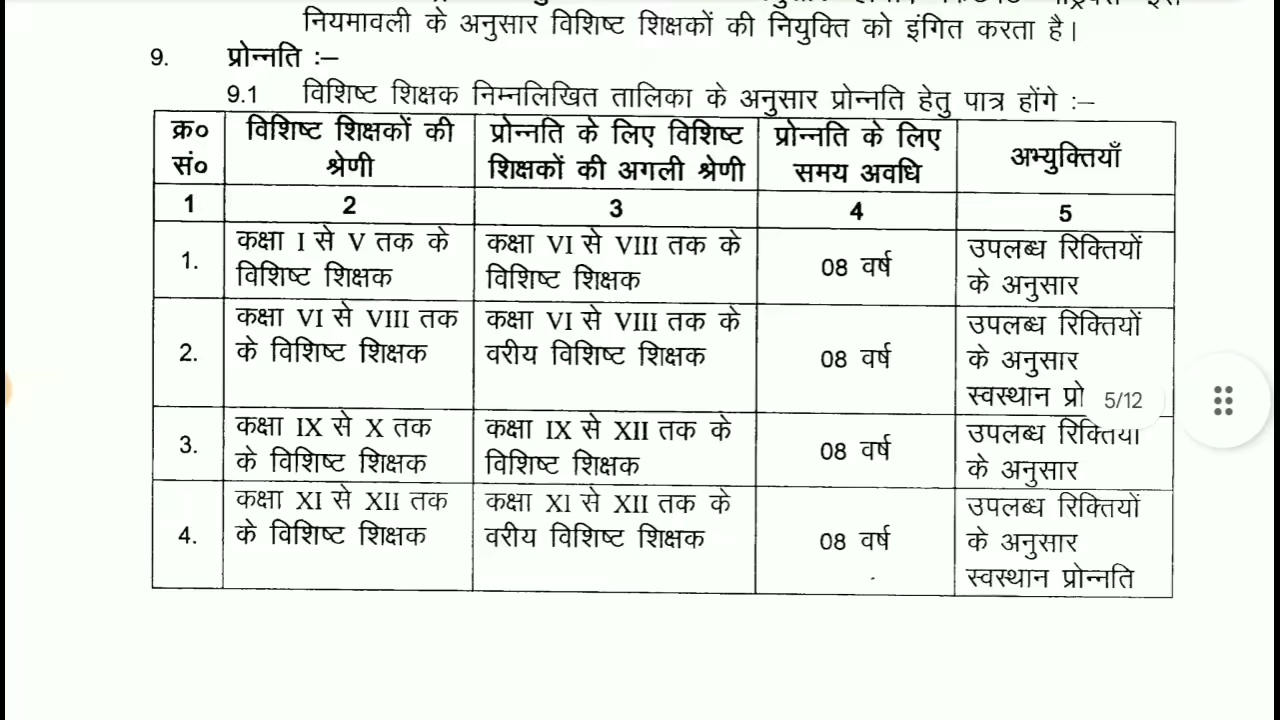 नियमावली के अनुसार विशिष्ट शिक्षकों की नियुक्ति को इंगित करता है।
9. प्रोन्नति :–
9.1 विशिष्ट शिक्षक निम्नलिखित तालिका के अनुसार प्रोन्नति हेतु पात्र होंगे :–
क्र० विशिष्ट शिक्षकों की प्रोन्नति के लिए विशिष्ट प्रोन्नति के लिए अभ्युक्तियाँ
सं० श्रेणी शिक्षकों की अगली श्रेणी समय अवधि
1 2 3 4 5
कक्षा I से V तक के कक्षा VI से VIII तक के उपलब्ध रिक्तियों
1. विशिष्ट शिक्षक विशिष्ट शिक्षक 08 वर्ष के अनुसार
कक्षा VI से VIII तक कक्षा VI से VIII तक के उपलब्ध रिक्तियों
2. के विशिष्ट शिक्षक वरीय विशिष्ट शिक्षक 08 वर्ष के अनुसार
स्वस्थान 5/12
कक्षा IX से X तक कक्षा IX से XII तक के उपलब्ध रिक्तियों
3. के विशिष्ट शिक्षक विशिष्ट शिक्षक 08 वर्ष के अनुसार
कक्षा XI से XII तक कक्षा XI से XII तक के उपलब्ध रिक्तियों
4. के विशिष्ट शिक्षक वरीय विशिष्ट शिक्षक 08 वर्ष के अनुसार
स्वस्थान प्रोन्नति